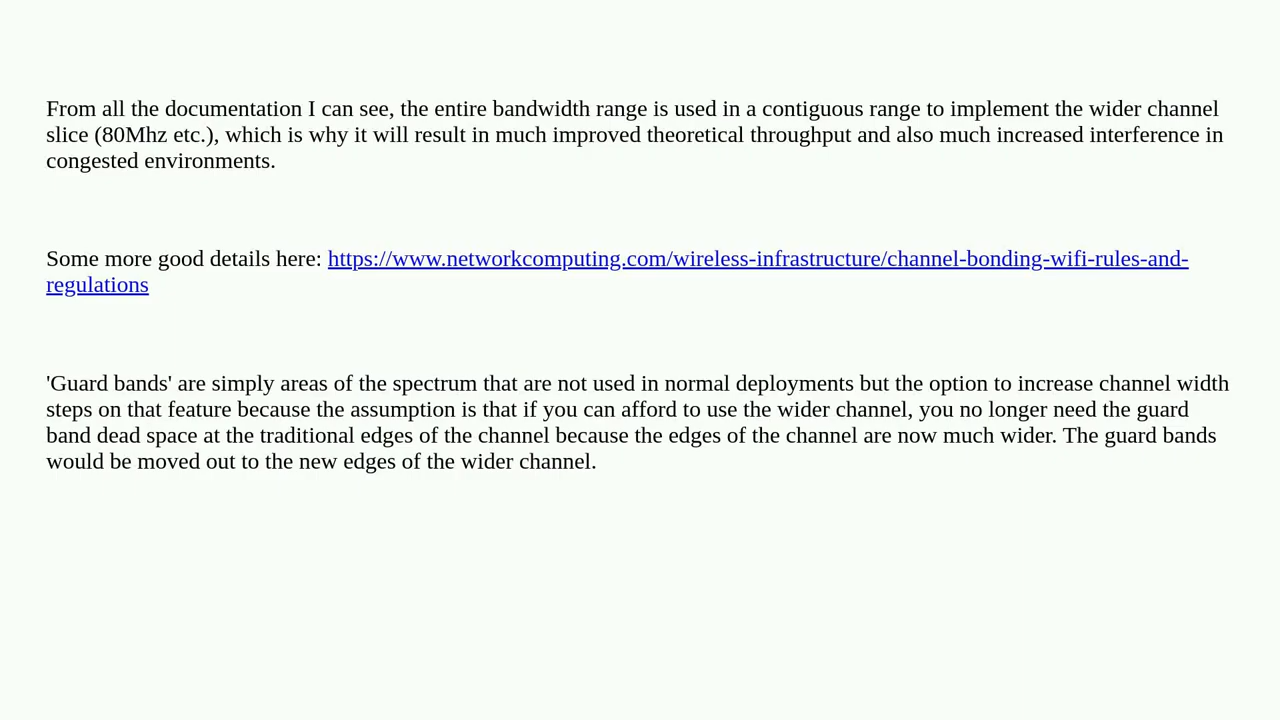 From all the documentation I can see, the entire bandwidth range is used in a contiguous range to implement the wider channel
slice (80Mhz etc.), which is why it will result in much improved theoretical throughput and also much increased interference in
congested environments.
Some more good details here: https://www.networkcomputing.com/wireless-infrastructure/channel-bonding-wifi-rules-and-
regulations
'Guard bands' are simply areas of the spectrum that are not used in normal deployments but the option to increase channel width
steps on that feature because the assumption is that if you can afford to use the wider channel, you no longer need the guard
band dead space at the traditional edges of the channel because the edges of the channel are now much wider. The guard bands
would be moved out to the new edges of the wider channel.